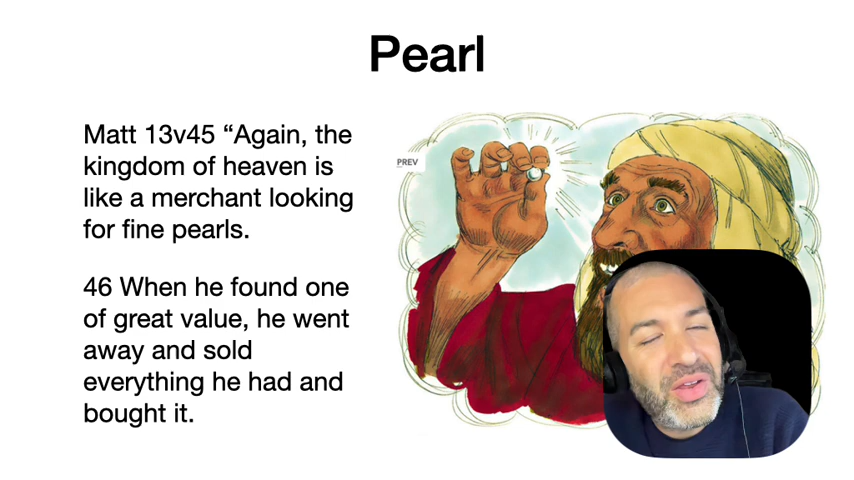 Pearl
Matt 13v45 “Again, the
kingdom of heaven is
like a merchant looking
for fine pearls.
46 When he found one
of great value, he went
away and sold
everything he had and
bought it.
PREV